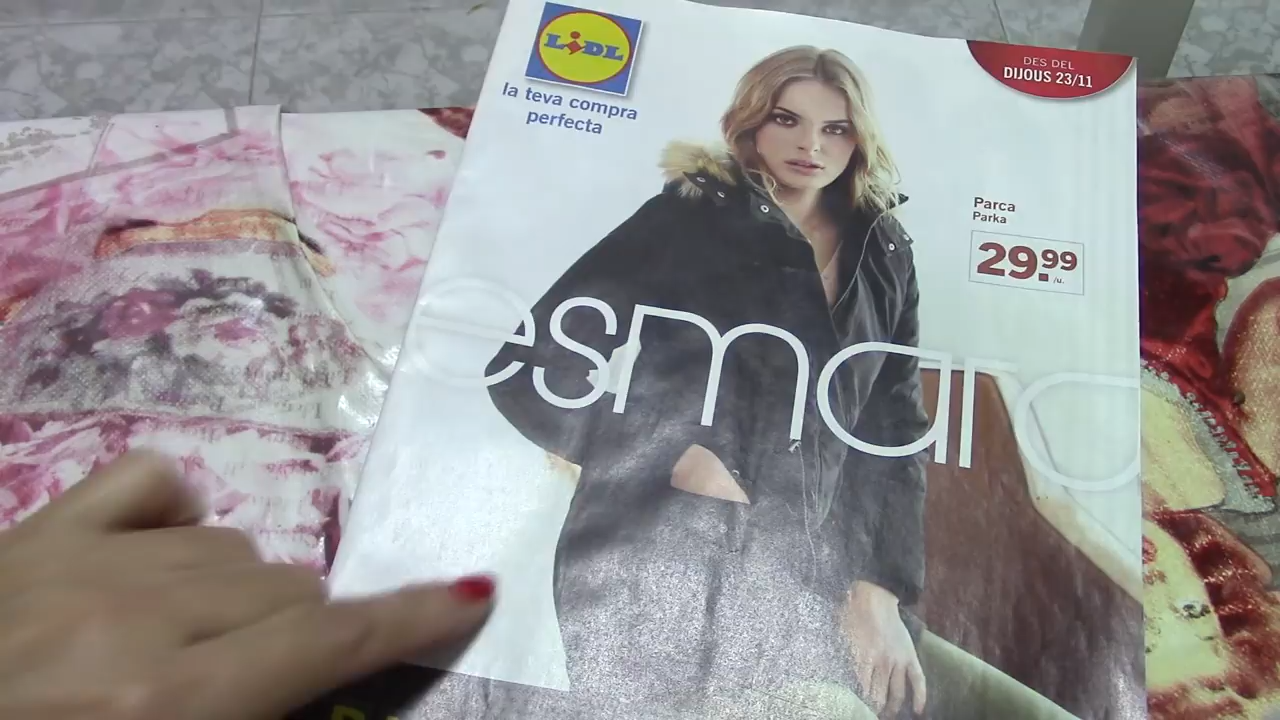 LIDL
la teva compra
perfecta
DES DEL
DIJOUS 23/11
Parca
Parka
29.99
/u.
esmara